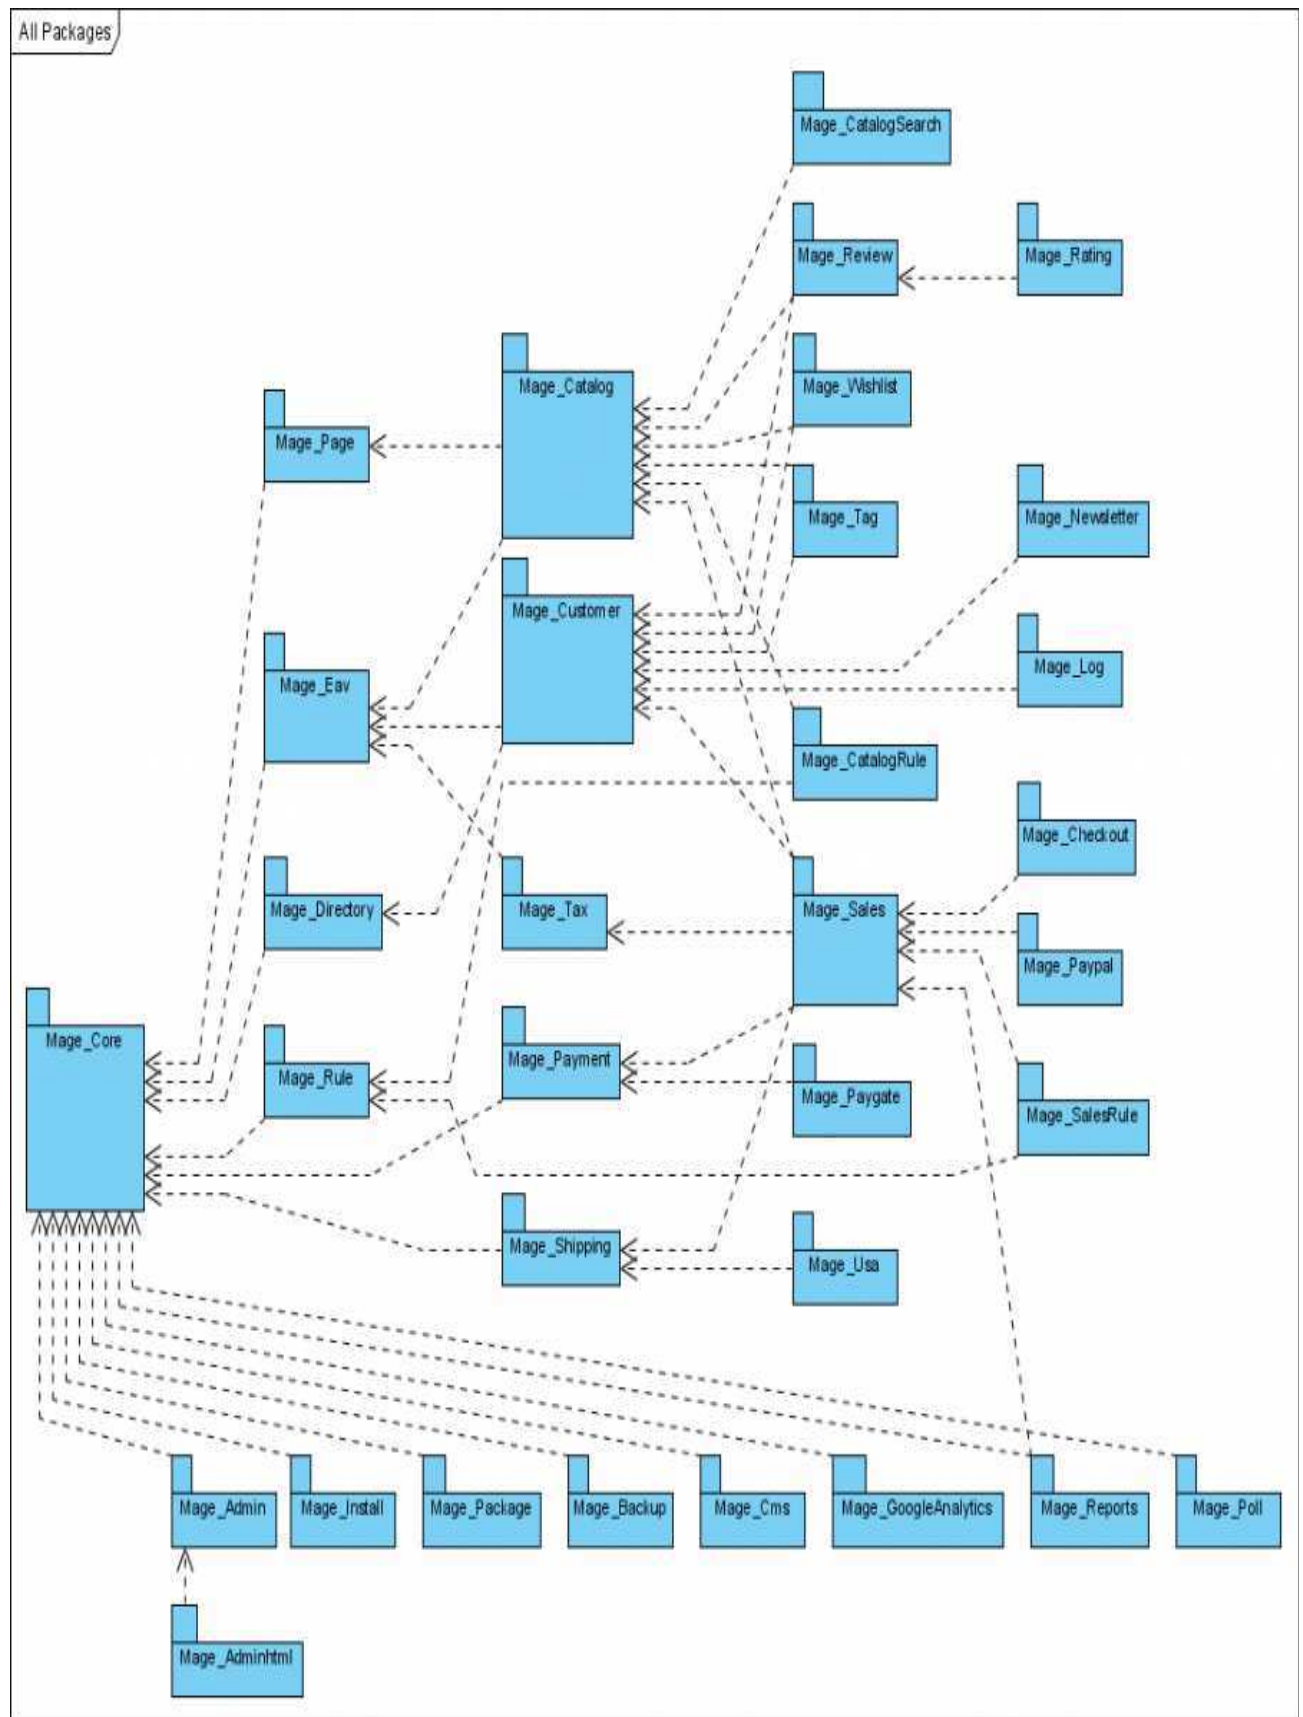 All Packages
Mage_CatalogSearch
Mage_Review
Mage_Rating
Mage_Catalog
Mage_Wishlist
Mage_Page
Mage_Tag
Mage_Newsletter
Mage_Customer
Mage_Log
Mage_Eav
Mage_CatalogRule
Mage_Checkout
Mage_Directory
Mage_Tax
Mage_Sales
Mage_Paypal
Mage_Core
Mage_Rule
Mage_Payment
Mage_Paygate
Mage_SalesRule
Mage_Shipping
Mage_Usa
Mage_Admin
Mage_Install
Mage_Package
Mage_Backup
Mage_Cms
Mage_GoogleAnalytics
Mage_Reports
Mage_Poll
Mage_Adminhtml